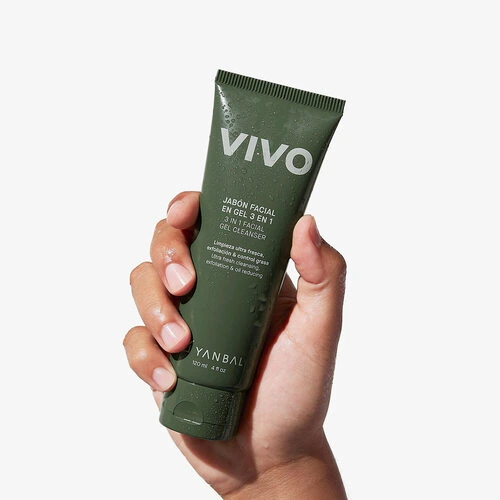 VIVO
JABÓN FACIAL
EN GEL 3 EN 1
3 IN 1 FACIAL
GEL CLEANSER
Limpieza ultra fresca,
exfoliación & control grasa
Ultra fresh cleansing,
exfoliation & oil reducing
YANBAL
120 ml 4 fl oz